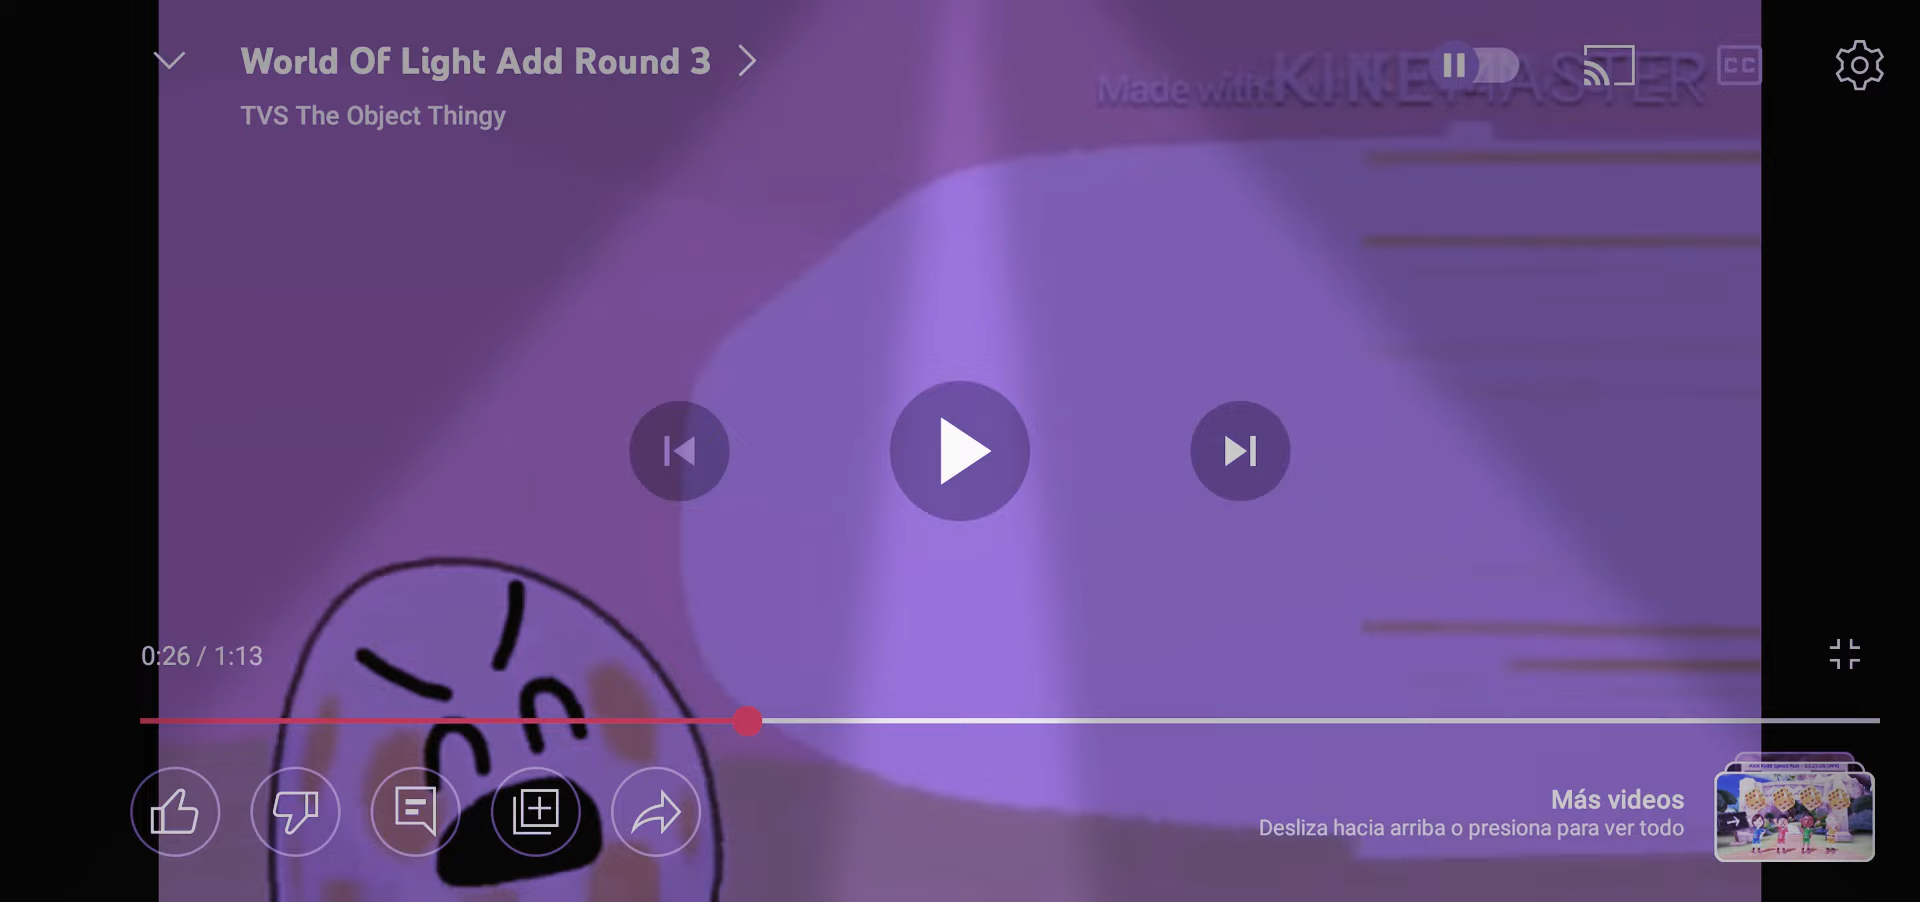 World Of Light Add Round 3
TVS The Object Thingy
Made with KINEMASTER
CC
0:26 / 1:13
Más videos
Desliza hacia arriba o presiona para ver todo